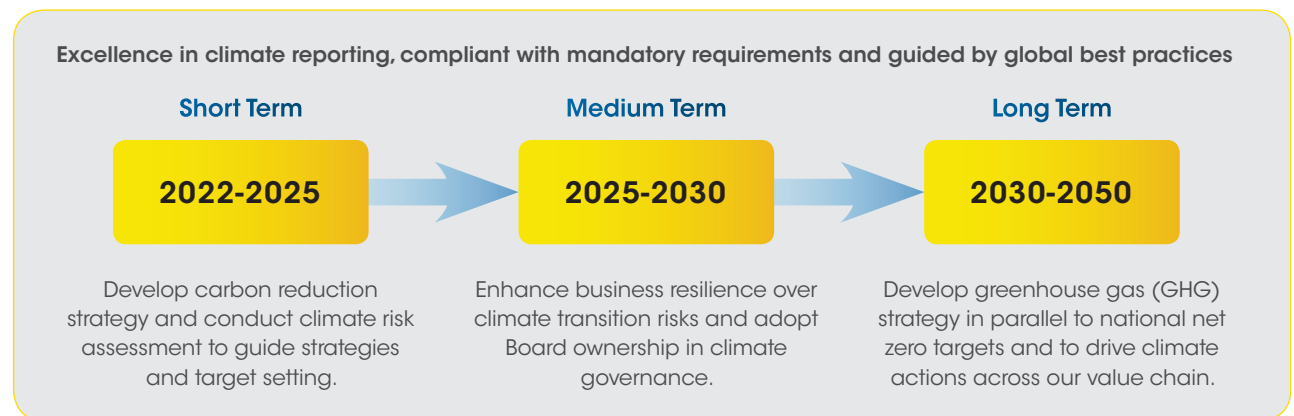 Excellence in climate reporting, compliant with mandatory requirements and guided by global best practices
Short Term
2022-2025
Develop carbon reduction
strategy and conduct climate risk
assessment to guide strategies
and target setting.
Medium Term
2025-2030
Enhance business resilience over
climate transition risks and adopt
Board ownership in climate
governance.
Long Term
2030-2050
Develop greenhouse gas (GHG)
strategy in parallel to national net
zero targets and to drive climate
actions across our value chain.